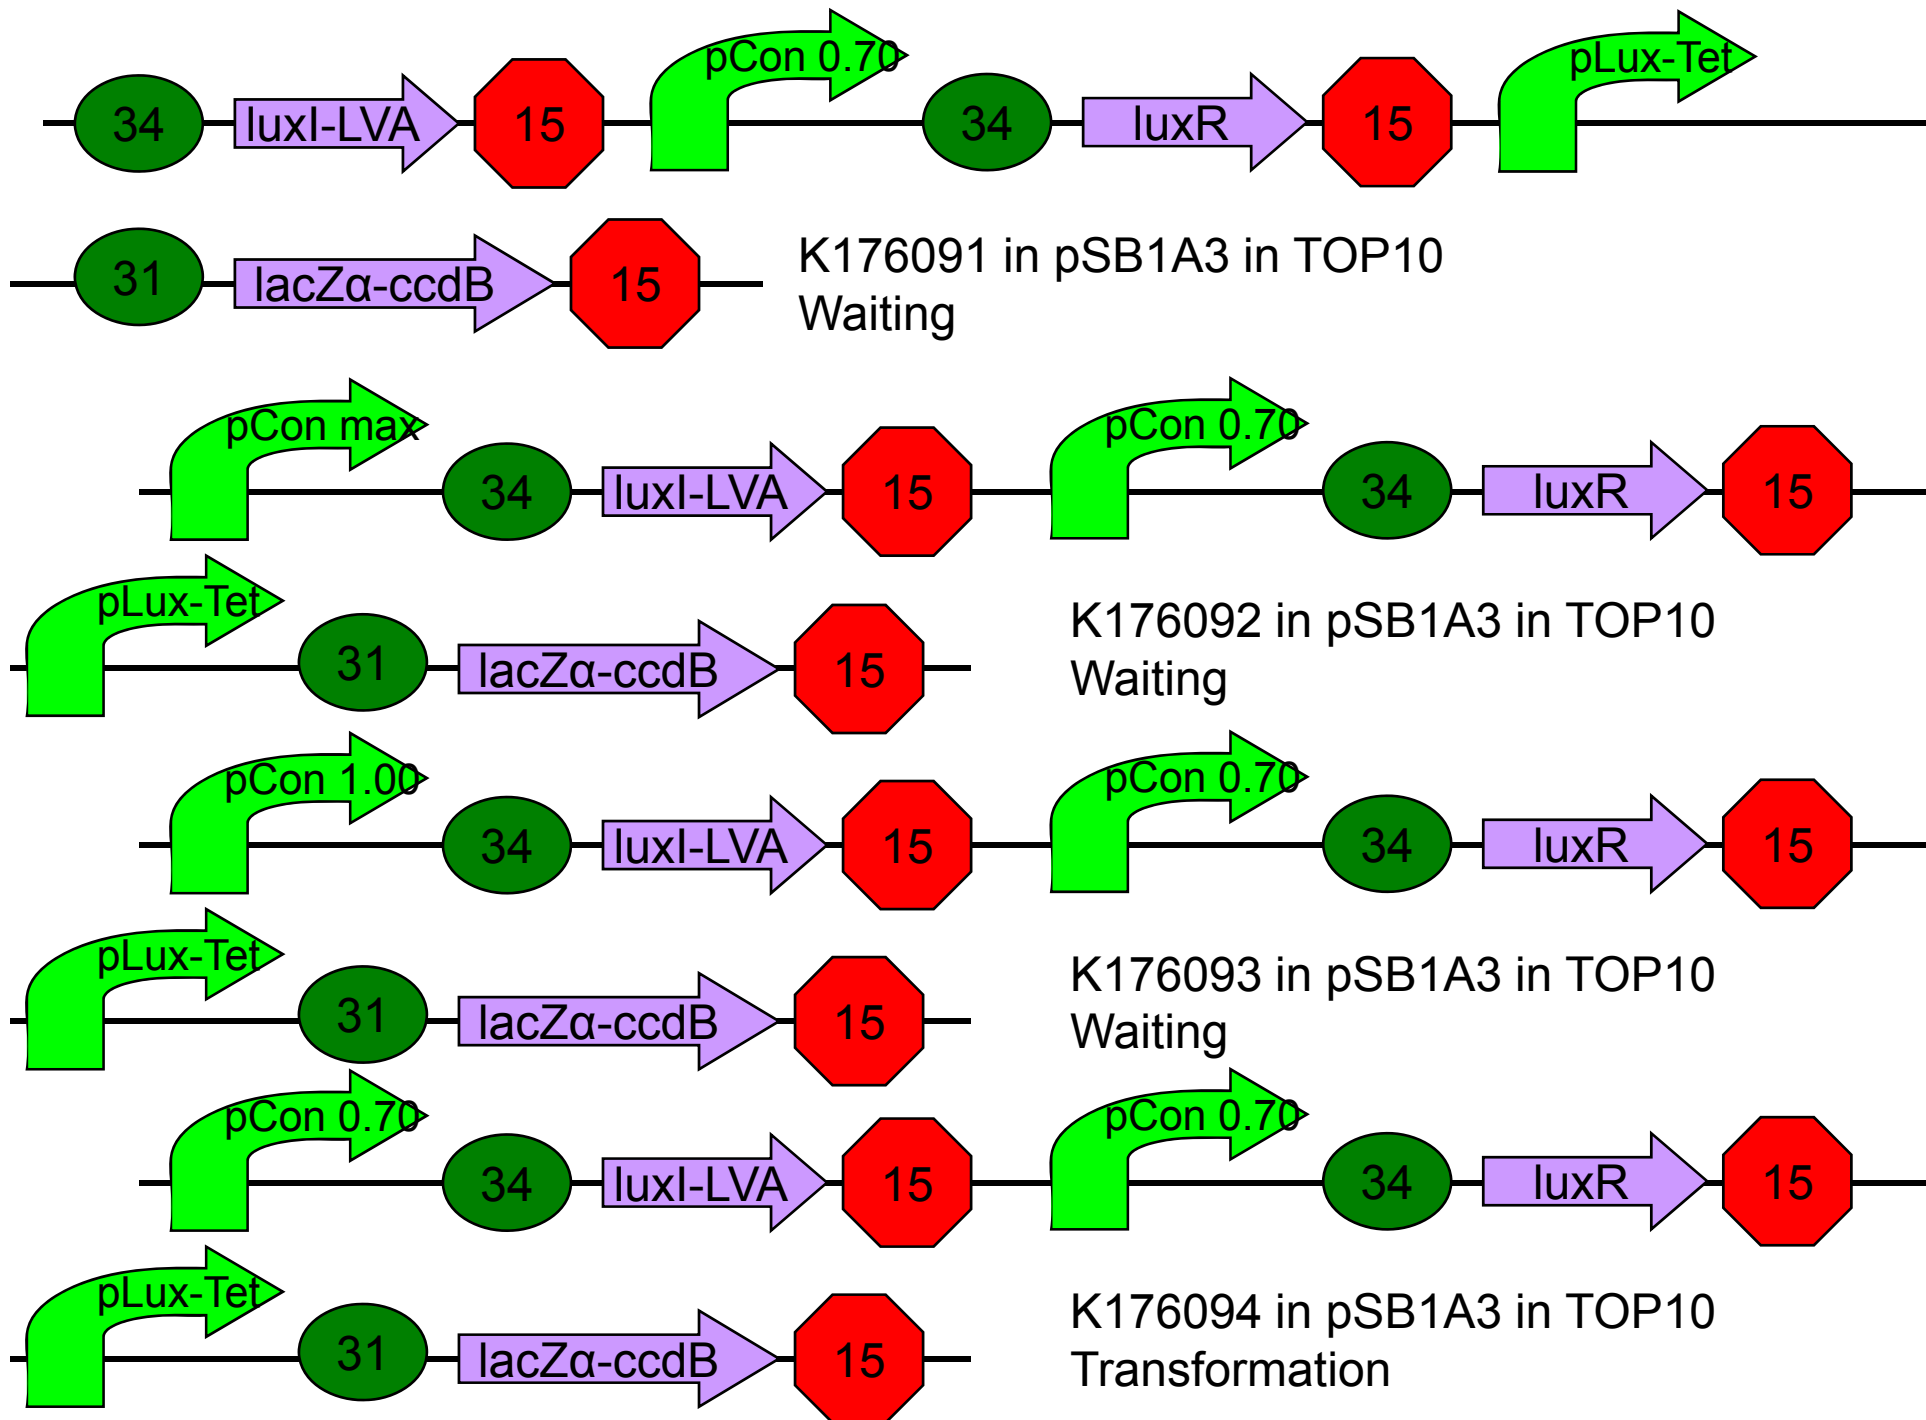 34 luxI-LVA 15 pCon 0.70 34 luxR 15 pLux-Tet
31 lacZα-ccdB 15
K176091 in pSB1A3 in TOP10
Waiting
pCon max 34 luxI-LVA 15 pCon 0.70 34 luxR 15
pLux-Tet 31 lacZα-ccdB 15
K176092 in pSB1A3 in TOP10
Waiting
pCon 1.00 34 luxI-LVA 15 pCon 0.70 34 luxR 15
pLux-Tet 31 lacZα-ccdB 15
K176093 in pSB1A3 in TOP10
Waiting
pCon 0.70 34 luxI-LVA 15 pCon 0.70 34 luxR 15
pLux-Tet 31 lacZα-ccdB 15
K176094 in pSB1A3 in TOP10
Transformation